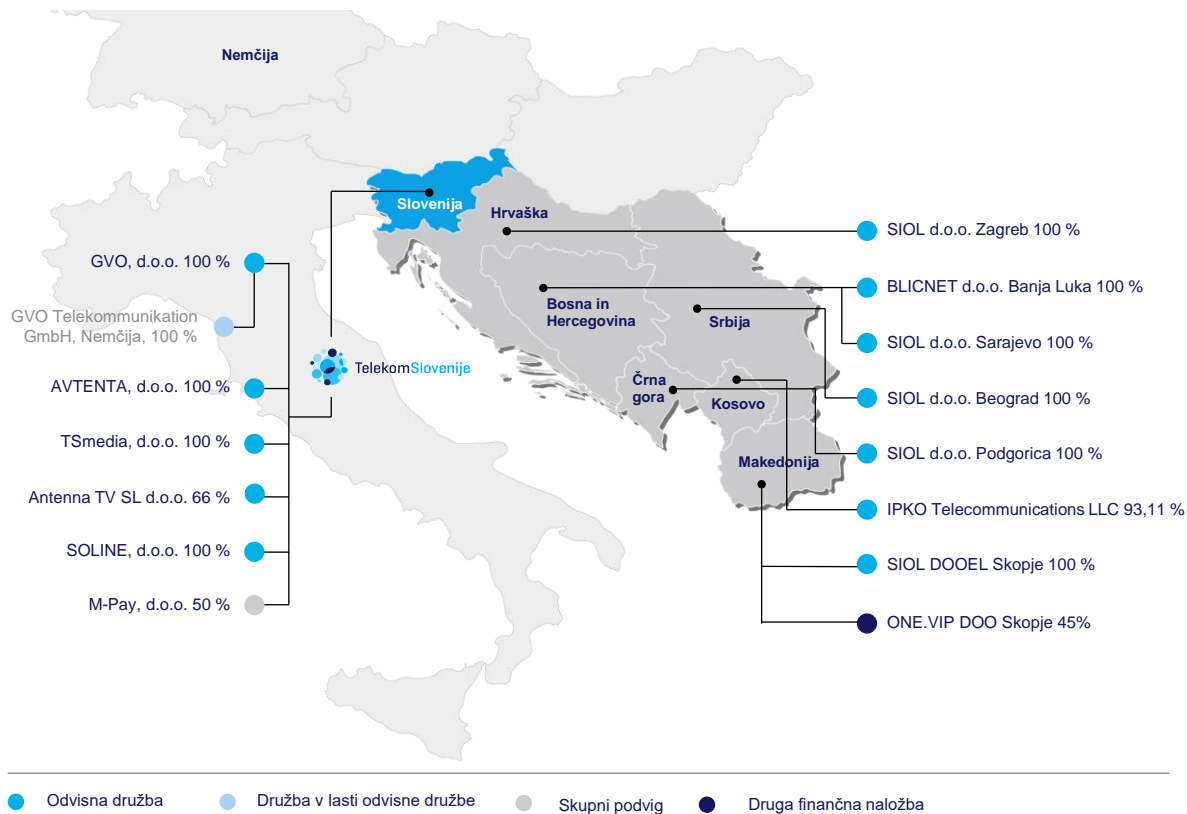 Nemčija
Slovenija
Hrvaška
Bosna in
Hercegovina
Srbija
Črna
gora
Kosovo
Makedonija
GVO, d.o.o. 100 %
GVO Telekommunikation
GmbH, Nemčija, 100 %
AVTENTA, d.o.o. 100 %
TSmedia, d.o.o. 100 %
Antenna TV SL d.o.o. 66 %
SOLINE, d.o.o. 100 %
M-Pay, d.o.o. 50 %
TelekomSlovenije
SIOL d.o.o. Zagreb 100 %
BLICNET d.o.o. Banja Luka 100 %
SIOL d.o.o. Sarajevo 100 %
SIOL d.o.o. Beograd 100 %
SIOL d.o.o. Podgorica 100 %
IPKO Telecommunications LLC 93,11 %
SIOL DOOEL Skopje 100 %
ONE.VIP DOO Skopje 45%
Odvisna družba
Družba v lasti odvisne družbe
Skupni podvig
Druga finančna naložba